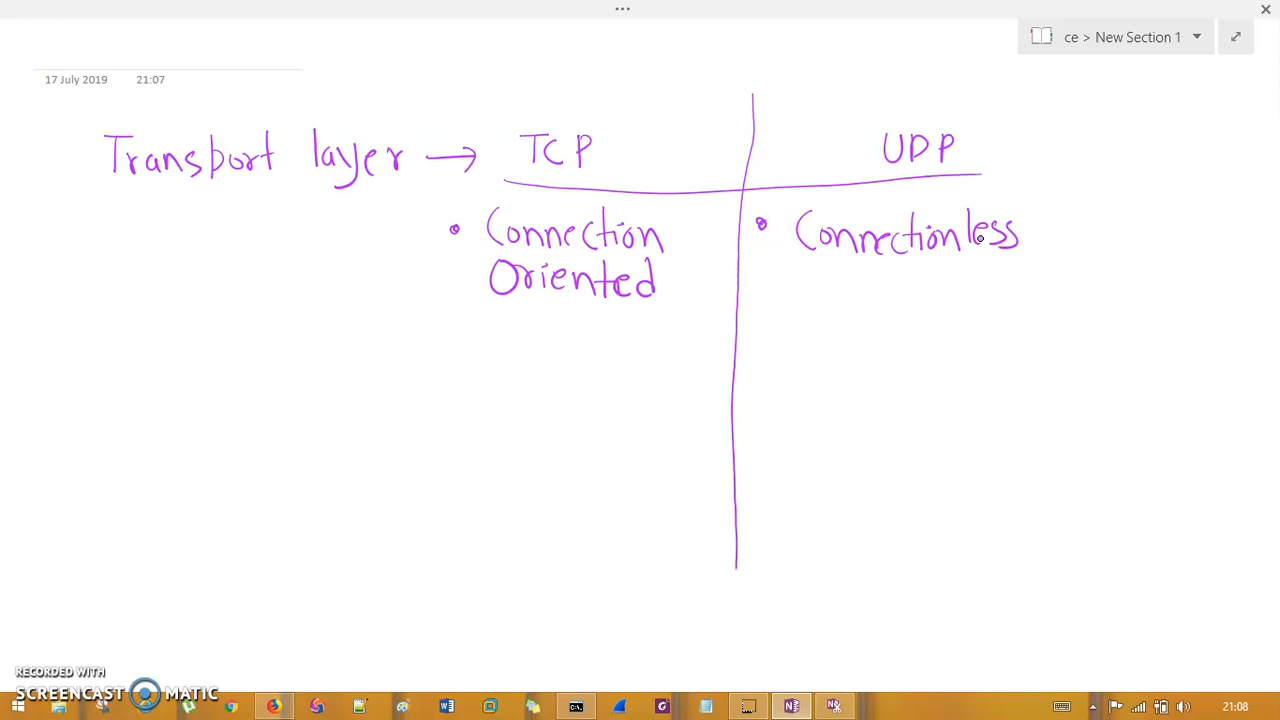 ce > New Section 1
17 July 2019 21:07
Transport layer → TCP
UDP
• Connection
Oriented
• Connectionless
RECORDED WITH
SCREENCAST MATIC
21:08